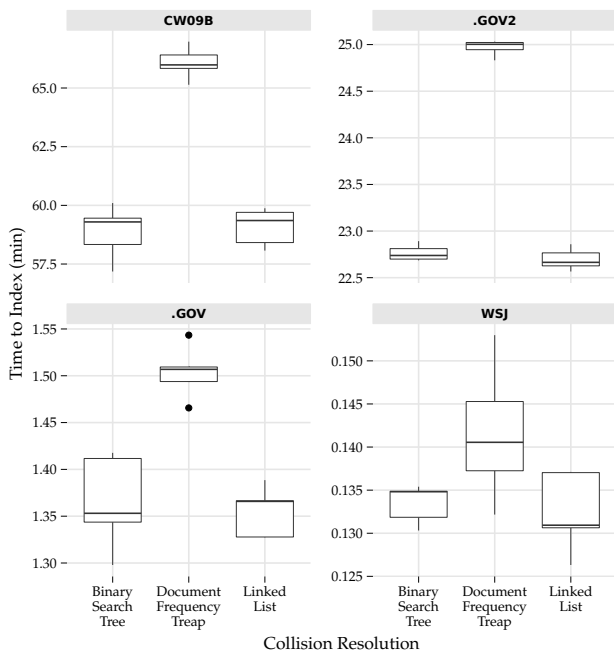 CW09B
.GOV2
65.0
62.5
60.0
57.5
25.0
24.5
24.0
23.5
23.0
22.5
Time to Index (min)
.GOV
WSJ
1.55
1.50
1.45
1.40
1.35
1.30
0.150
0.145
0.140
0.135
0.130
0.125
Binary
Search
Tree
Document
Frequency
Treap
Linked
List
Binary
Search
Tree
Document
Frequency
Treap
Linked
List
Collision Resolution